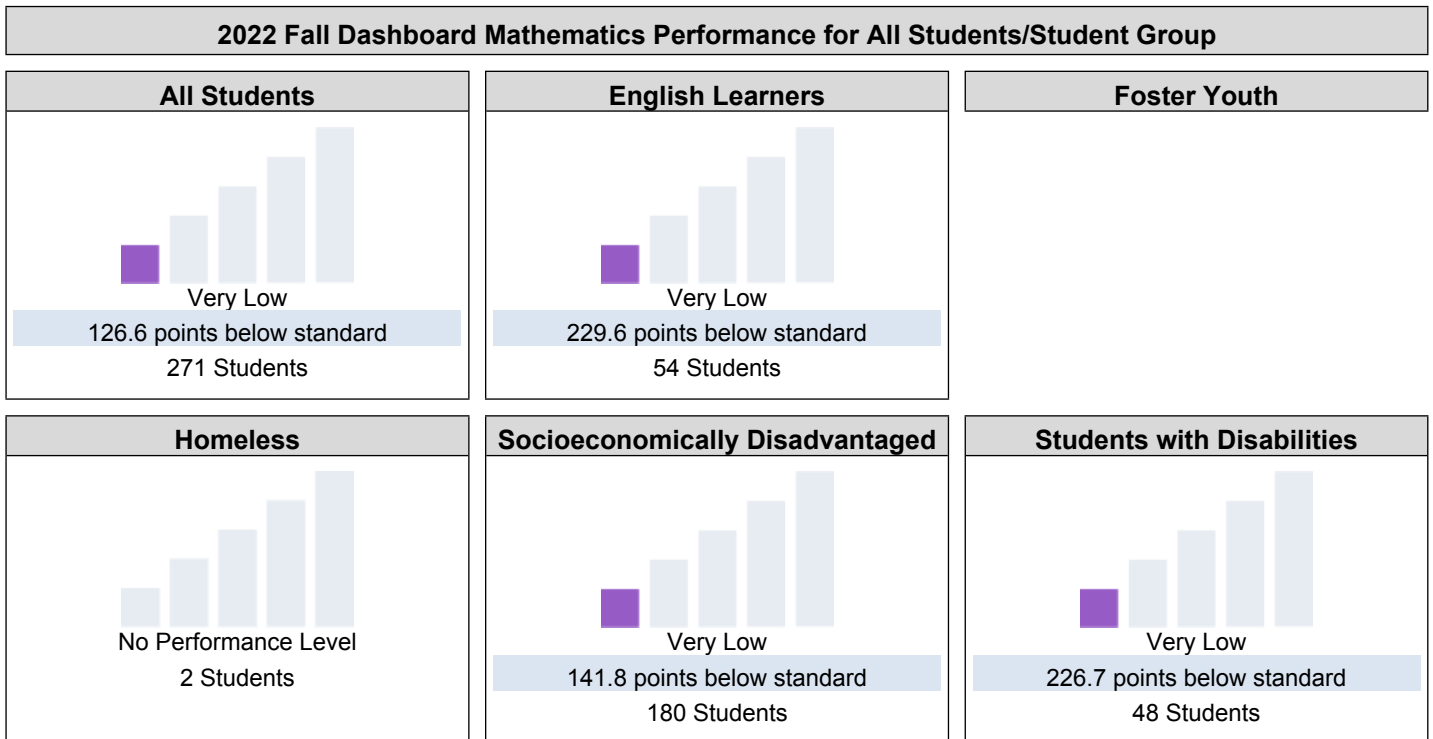 2022 Fall Dashboard Mathematics Performance for All Students/Student Group
All Students
Very Low
126.6 points below standard
271 Students
English Learners
Very Low
229.6 points below standard
54 Students
Foster Youth
Homeless
No Performance Level
2 Students
Socioeconomically Disadvantaged
Very Low
141.8 points below standard
180 Students
Students with Disabilities
Very Low
226.7 points below standard
48 Students